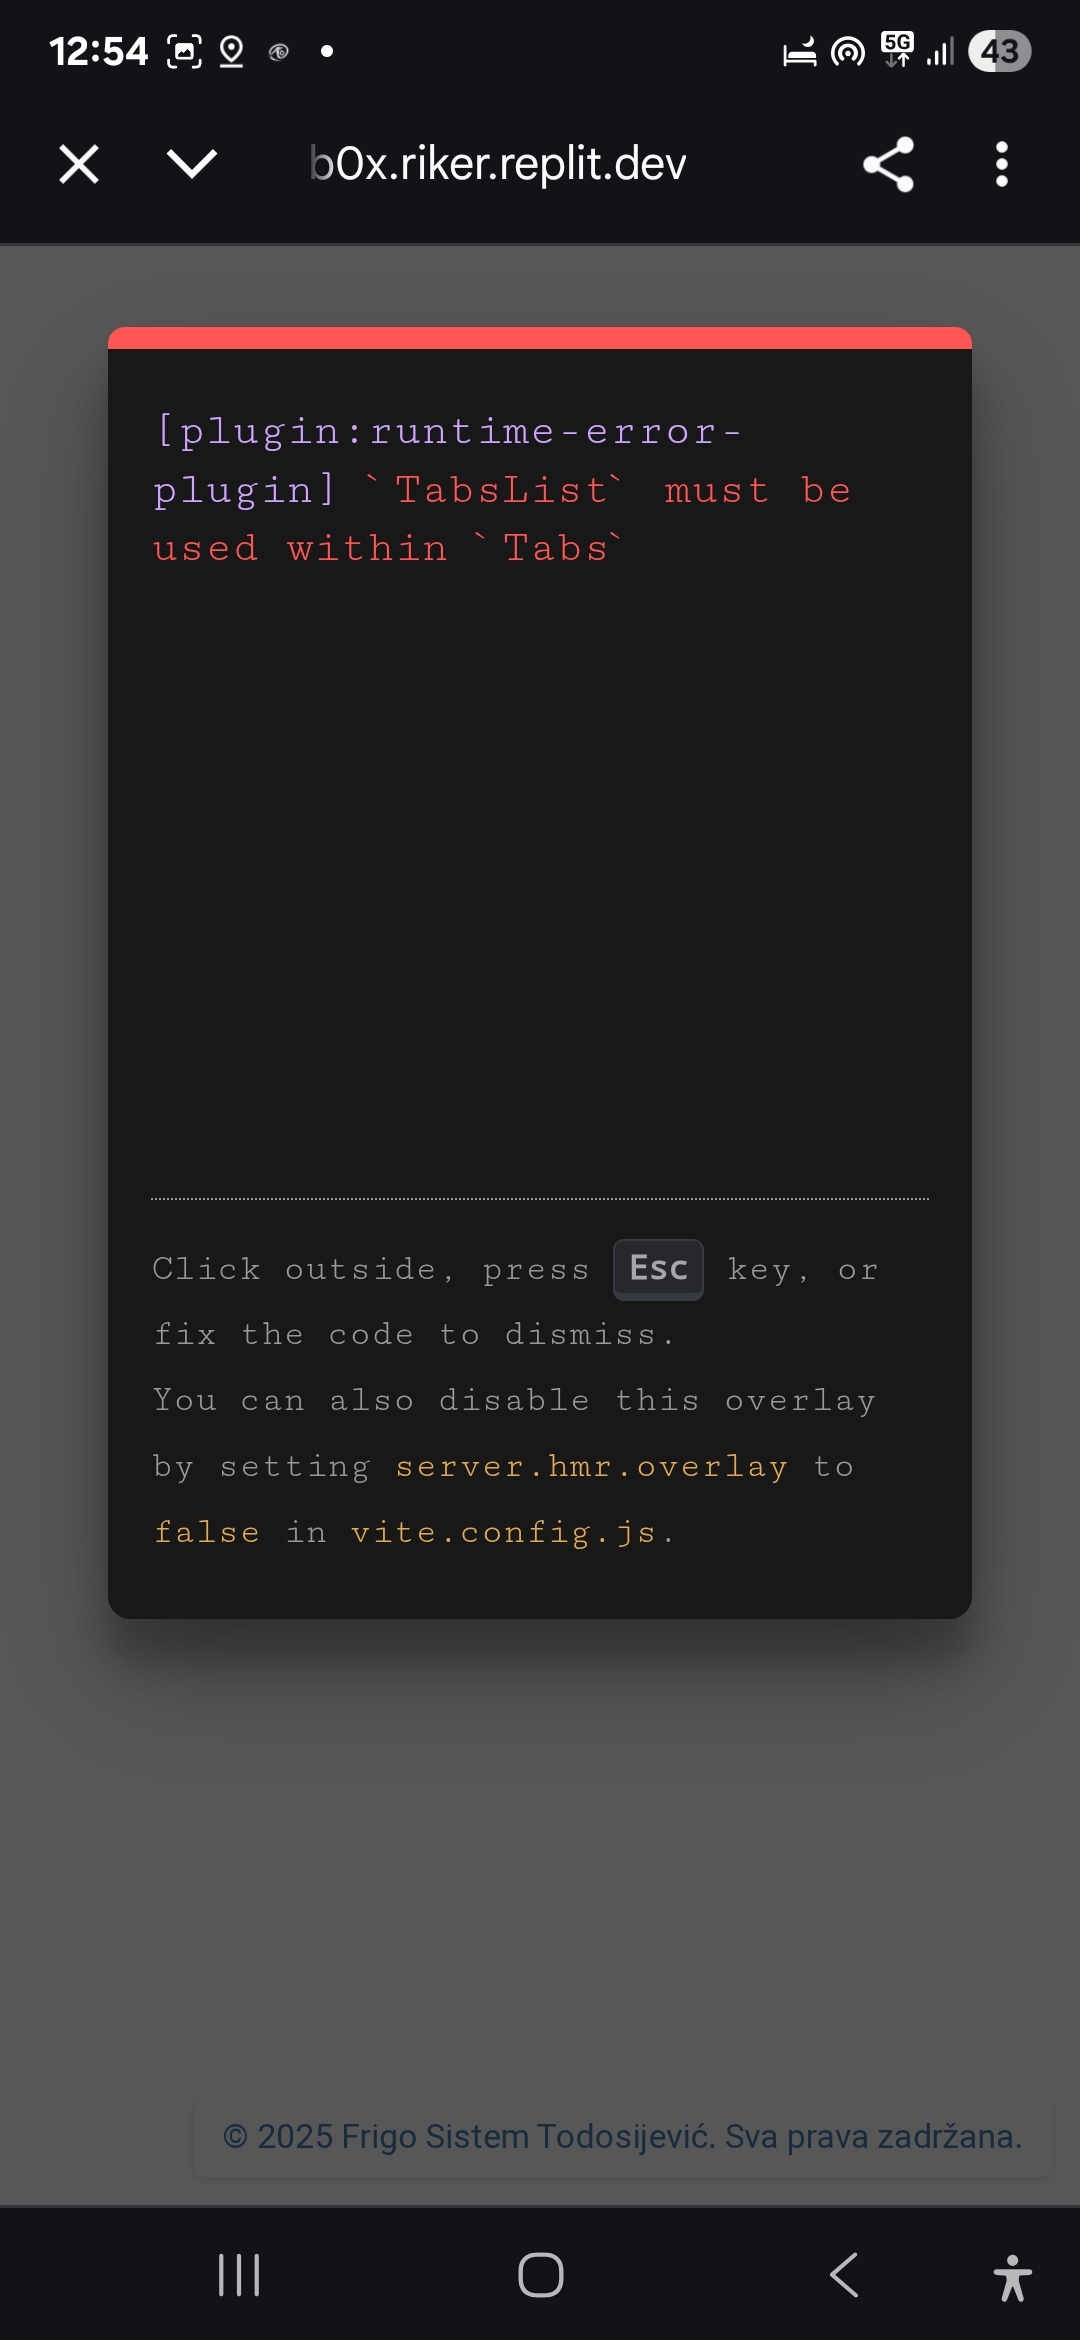 12:54
5G
43
b0x.riker.replit.dev
[plugin:runtime-error-
plugin] `TabsList` must be
used within `Tabs`
Click outside, press Esc key, or
fix the code to dismiss.
You can also disable this overlay
by setting server.hmr.overlay to
false in vite.config.js.
© 2025 Frigo Sistem Todosijević. Sva prava zadržana.